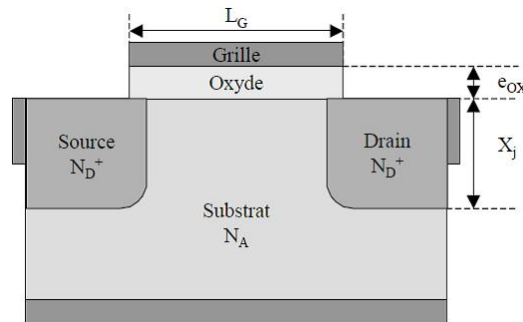 L_G
Grille
Oxyde
e_OX
Source
N_D^+
Drain
N_D^+
X_j
Substrat
N_A